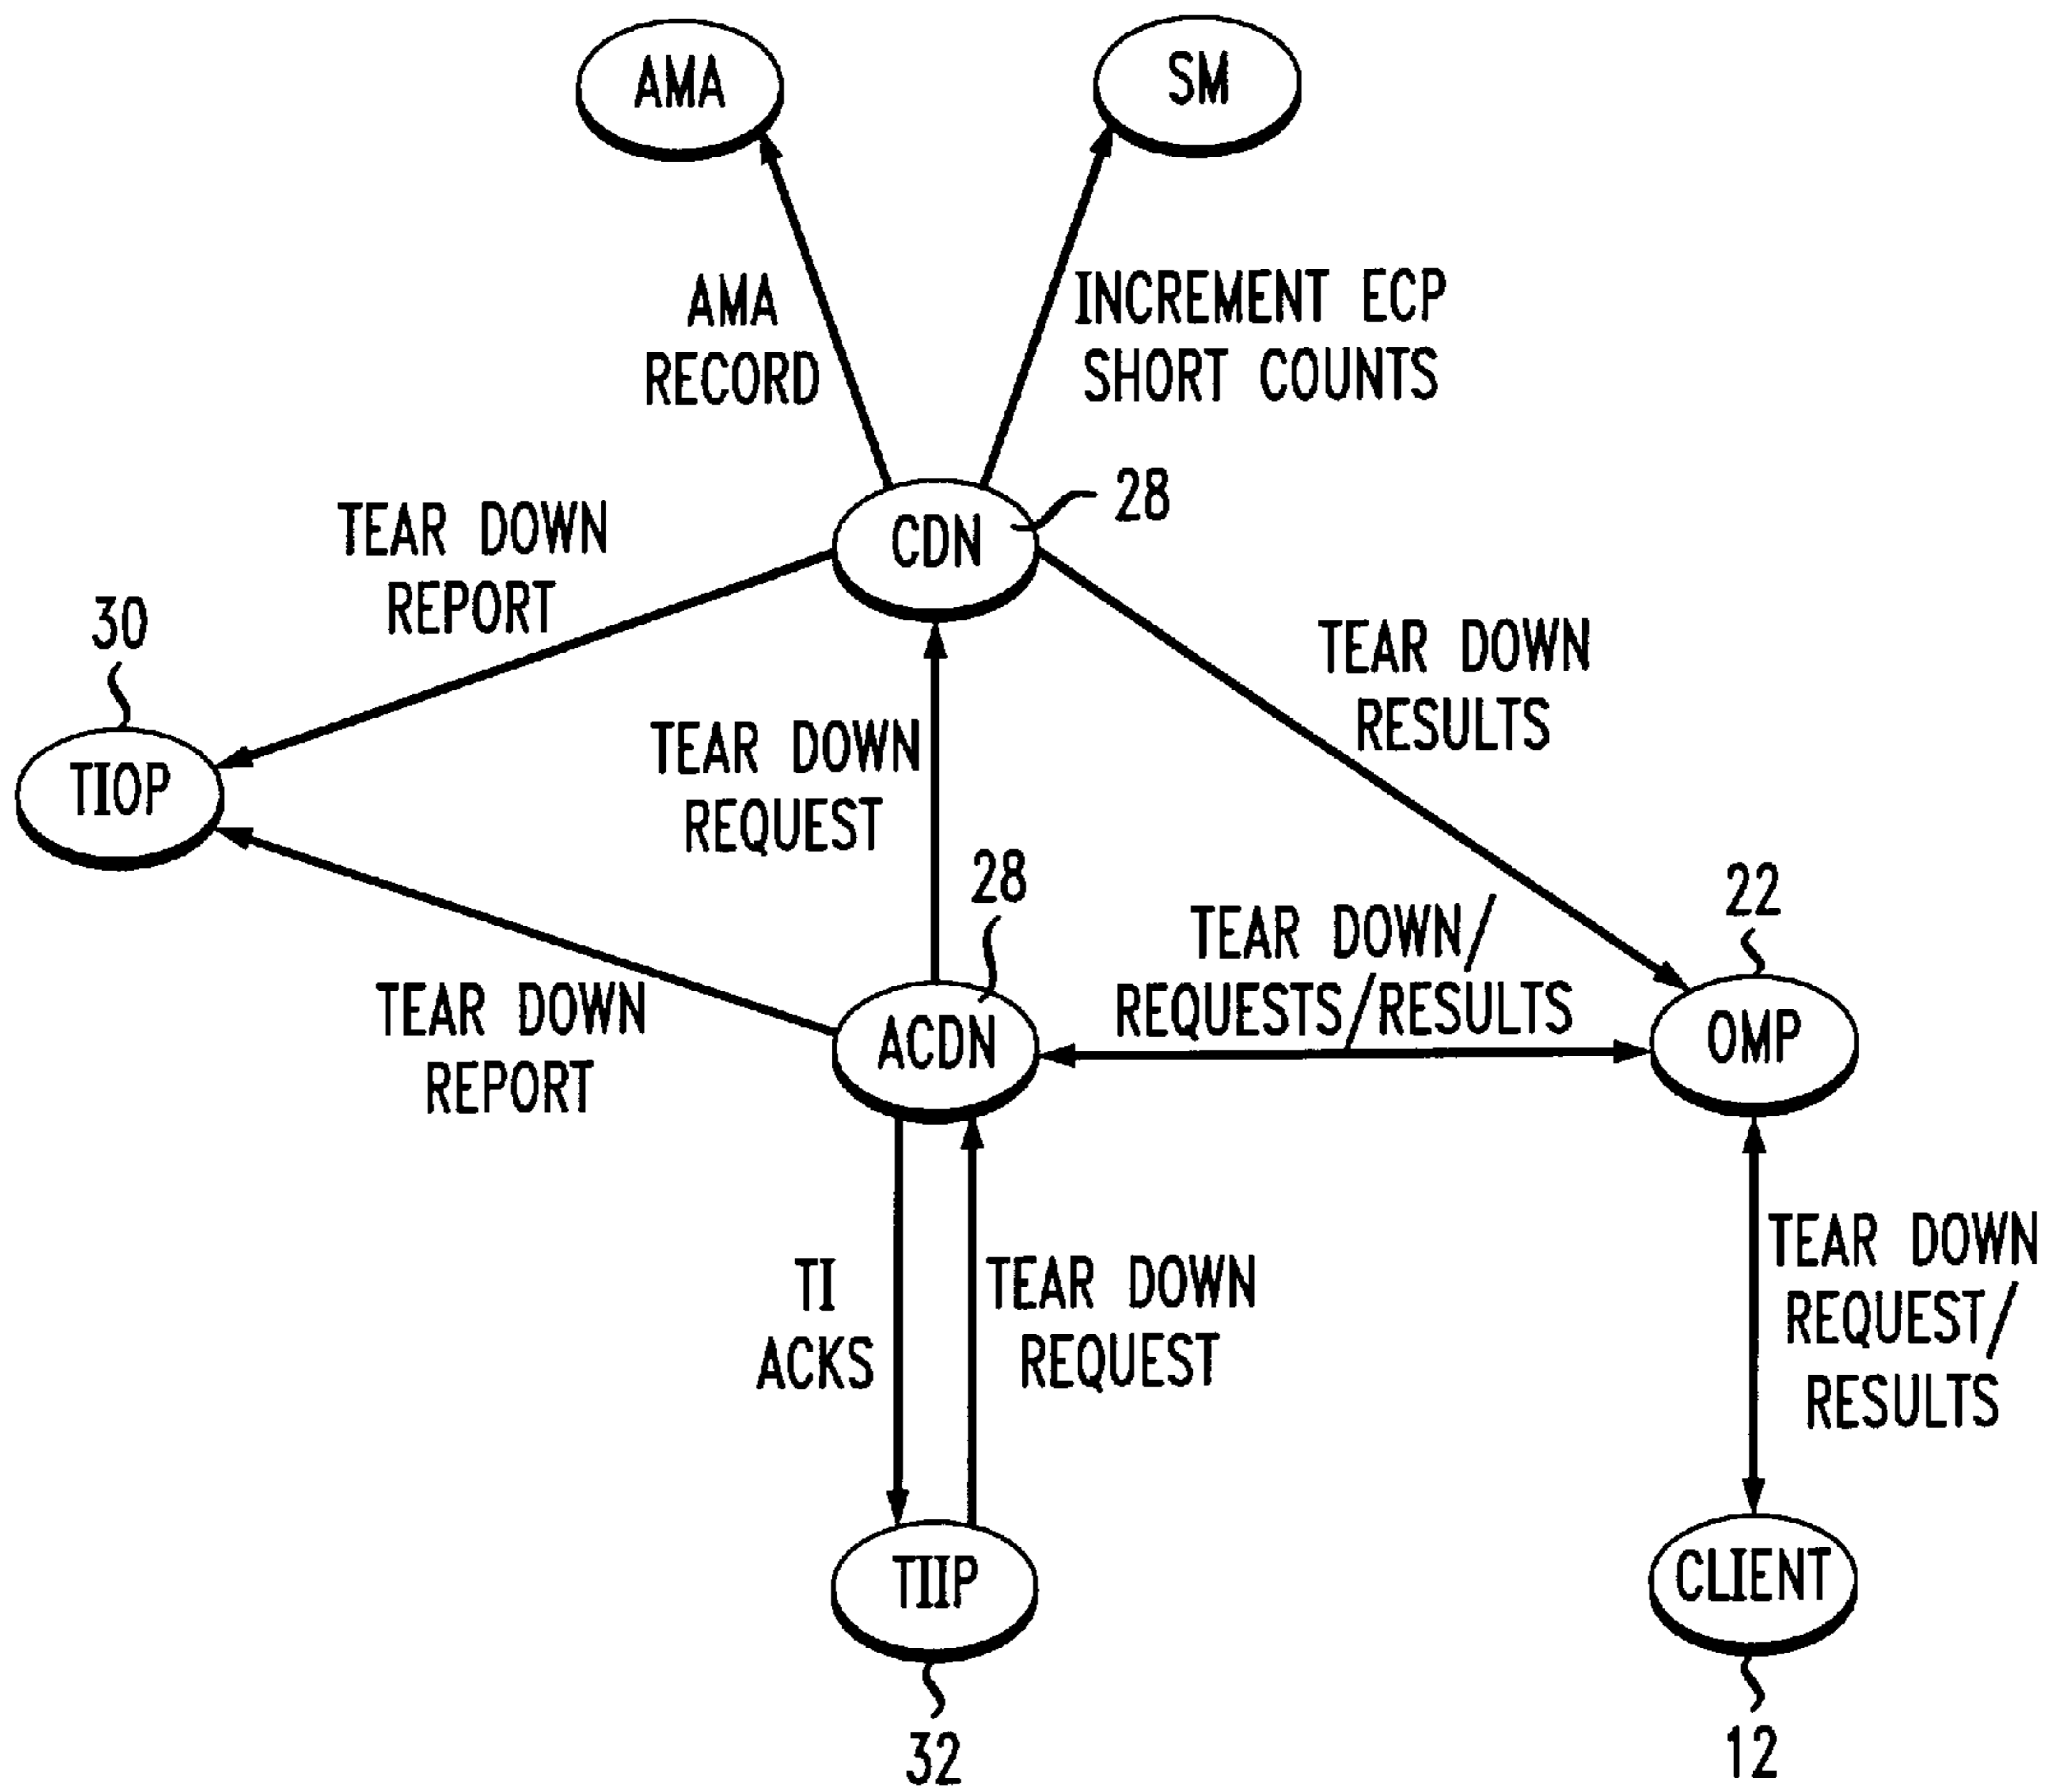 AMA
SM
AMA
RECORD
INCREMENT ECP
SHORT COUNTS
28
CDN
TEAR DOWN
REPORT
30
TIOP
TEAR DOWN
REQUEST
TEAR DOWN
RESULTS
28
22
TEAR DOWN/
REQUESTS/RESULTS
ACDN
OMP
TEAR DOWN
REPORT
TI
ACKS
TEAR DOWN
REQUEST
TEAR DOWN
REQUEST/
RESULTS
TIIP
CLIENT
32
12